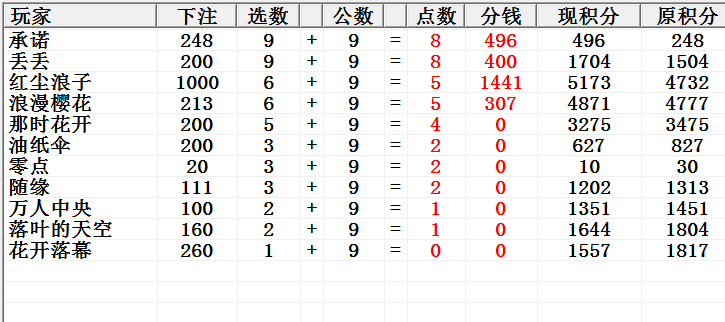 玩家 下注 选数 公数 点数 分钱 现积分 原积分
承诺 248 9 + 9 = 8 496 496 248
丢丢 200 9 + 9 = 8 400 1704 1504
红尘浪子 1000 6 + 9 = 5 1441 5173 4732
浪漫樱花 213 6 + 9 = 5 307 4871 4777
那时花开 200 5 + 9 = 4 0 3275 3475
油纸伞 200 3 + 9 = 2 0 627 827
零点 20 3 + 9 = 2 0 10 30
随缘 111 3 + 9 = 2 0 1202 1313
万人中央 100 2 + 9 = 1 0 1351 1451
落叶的天空 160 2 + 9 = 1 0 1644 1804
花开落幕 260 1 + 9 = 0 0 1557 1817